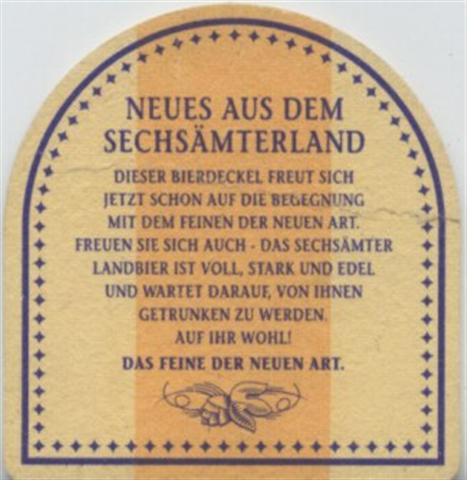 NEUES AUS DEM
SECHSÄMTERLAND
DIESER BIERDECKEL FREUT SICH
JETZT SCHON AUF DIE BEGEGNUNG
MIT DEM FEINEN DER NEUEN ART.
FREUEN SIE SICH AUCH - DAS SECHSÄMTER
LANDBIER IST VOLL, STARK UND EDEL
UND WARTET DARAUF, VON IHNEN
GETRUNKEN ZU WERDEN.
AUF IHR WOHL!
DAS FEINE DER NEUEN ART.